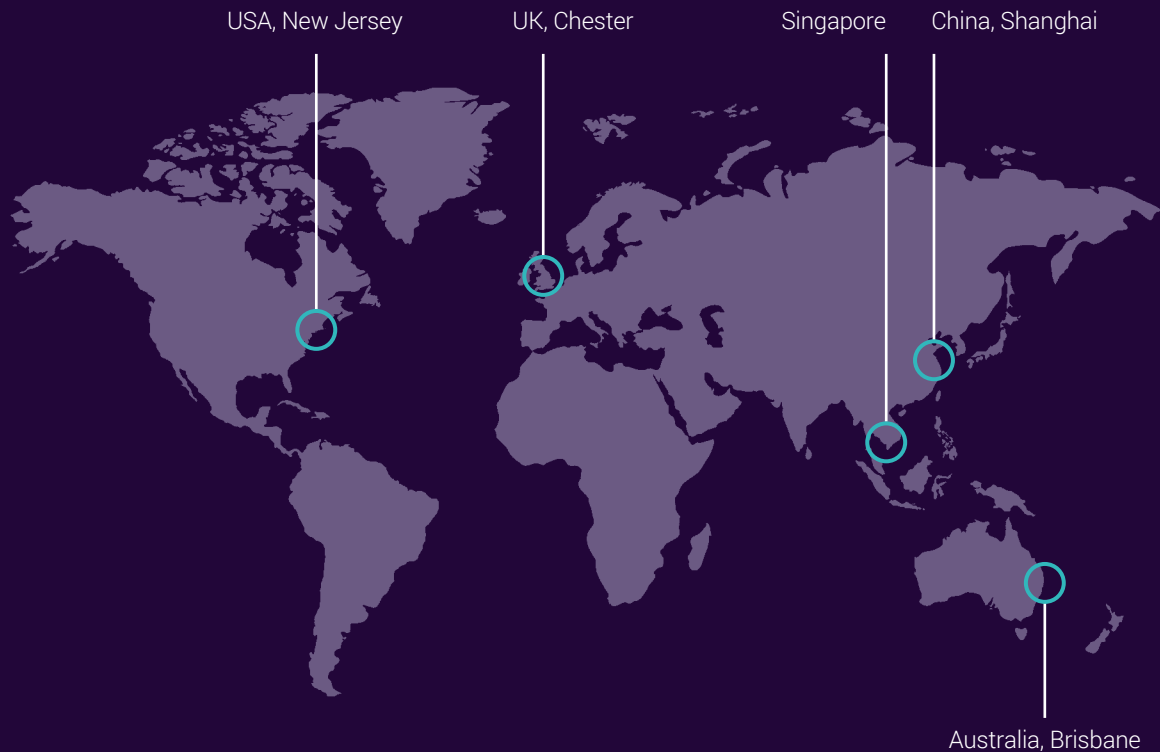 USA, New Jersey
UK, Chester
Singapore
China, Shanghai
Australia, Brisbane